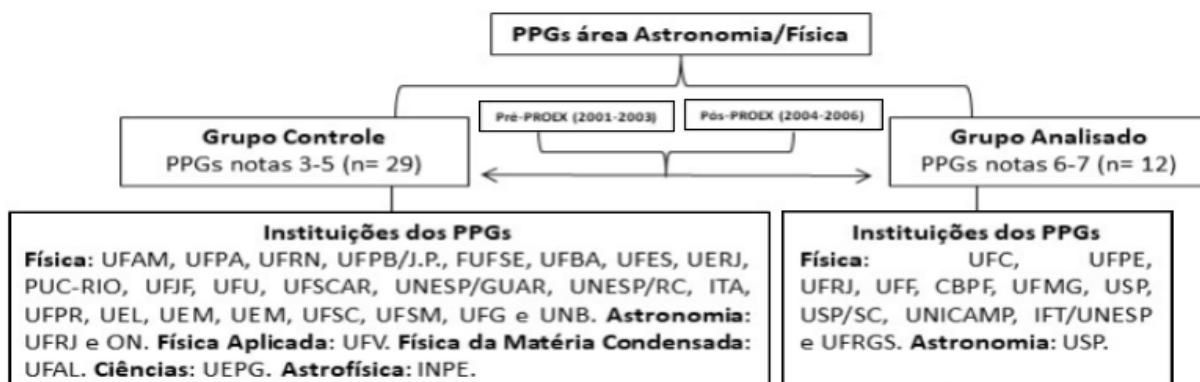 PPGs área Astronomia/Física
Pré-PROEX (2001-2003)
Pós-PROEX (2004-2006)
Grupo Controle
PPGs notas 3-5 (n= 29)
Grupo Analisado
PPGs notas 6-7 (n= 12)
Instituições dos PPGs
Física: UFAM, UFPA, UFRN, UFPB/J.P., FUFSE, UFBA, UFES, UERJ,
PUC-RIO, UFJF, UFU, UFSCAR, UNESP/GUAR, UNESP/RC, ITA,
UFPR, UEL, UEM, UEM, UFSC, UFSM, UFG e UNB. Astronomia:
UFRJ e ON. Física Aplicada: UFV. Física da Matéria Condensada:
UFAL. Ciências: UEPG. Astrofísica: INPE.
Instituições dos PPGs
Física: UFC, UFPE,
UFRJ, UFF, CBPF, UFMG, USP,
USP/SC, UNICAMP, IFT/UNESP
e UFRGS. Astronomia: USP.